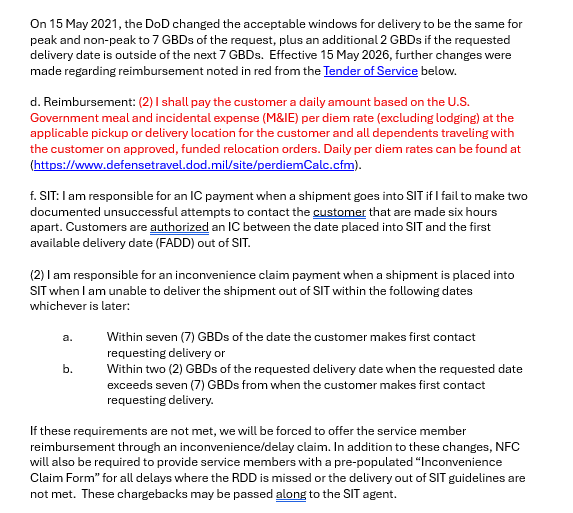 On 15 May 2021, the DoD changed the acceptable windows for delivery to be the same for
peak and non-peak to 7 GBDs of the request, plus an additional 2 GBDs if the requested
delivery date is outside of the next 7 GBDs.  Effective 15 May 2026, further changes were
made regarding reimbursement noted in red from the Tender of Service below.
d. Reimbursement: (2) I shall pay the customer a daily amount based on the U.S.
Government meal and incidental expense (M&IE) per diem rate (excluding lodging) at the
applicable pickup or delivery location for the customer and all dependents traveling with
the customer on approved, funded relocation orders. Daily per diem rates can be found at
(https://www.defensetravel.dod.mil/site/perdiemCalc.cfm).
f. SIT: I am responsible for an IC payment when a shipment goes into SIT if I fail to make two
documented unsuccessful attempts to contact the customer that are made six hours
apart. Customers are authorized an IC between the date placed into SIT and the first
available delivery date (FADD) out of SIT.
(2) I am responsible for an inconvenience claim payment when a shipment is placed into
SIT when I am unable to deliver the shipment out of SIT within the following dates
whichever is later:
a. Within seven (7) GBDs of the date the customer makes first contact
requesting delivery or
b. Within two (2) GBDs of the requested delivery date when the requested date
exceeds seven (7) GBDs from when the customer makes first contact
requesting delivery.
If these requirements are not met, we will be forced to offer the service member
reimbursement through an inconvenience/delay claim. In addition to these changes, NFC
will also be required to provide service members with a pre-populated “Inconvenience
Claim Form” for all delays where the RDD is missed or the delivery out of SIT guidelines are
not met.  These chargebacks may be passed along to the SIT agent.